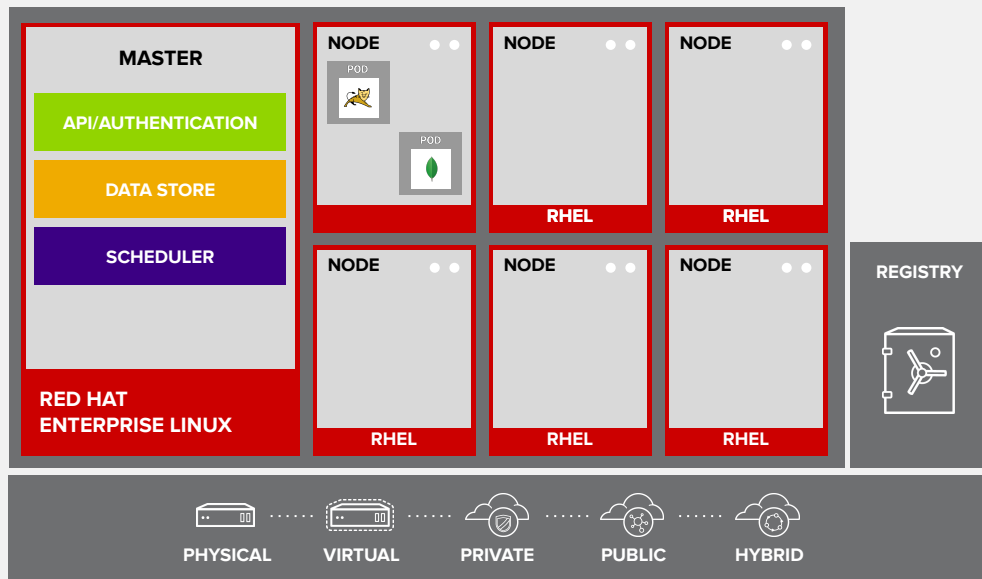 MASTER
API/AUTHENTICATION
DATA STORE
SCHEDULER
RED HAT
ENTERPRISE LINUX
NODE
POD
POD
NODE
RHEL
NODE
RHEL
NODE
RHEL
NODE
RHEL
NODE
RHEL
REGISTRY
PHYSICAL
VIRTUAL
PRIVATE
PUBLIC
HYBRID